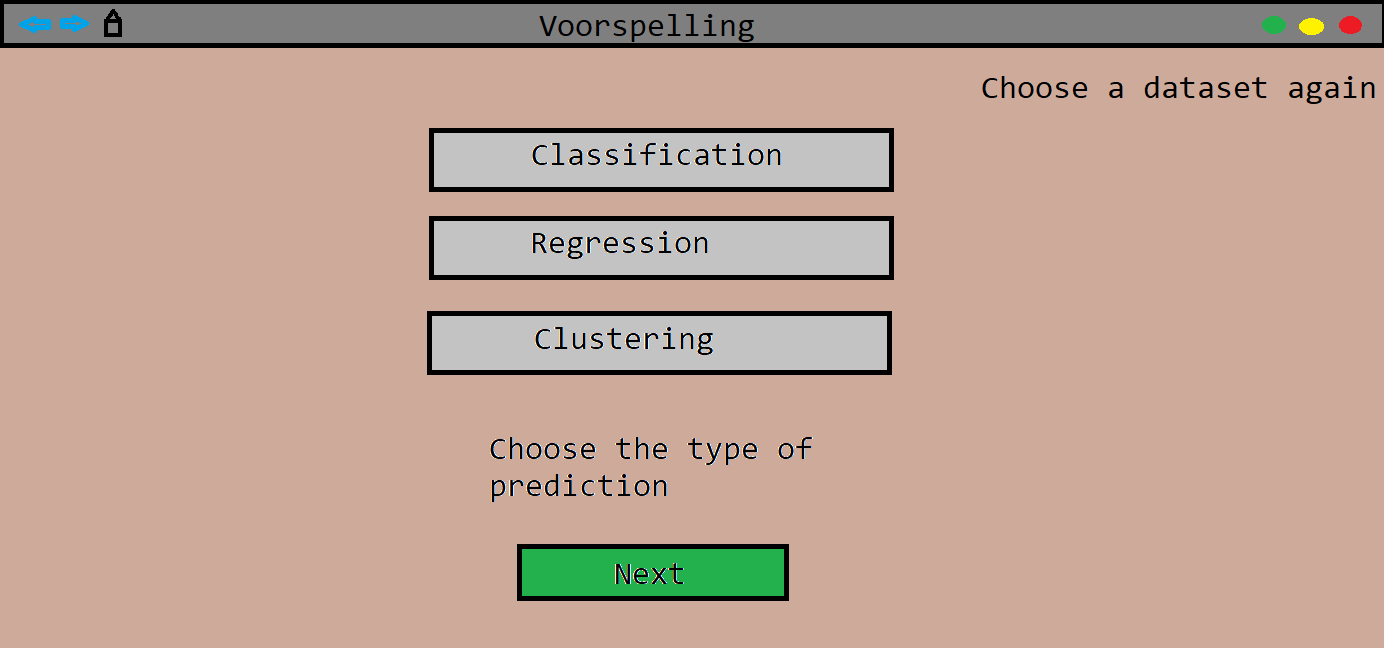 Voorspelling
Choose a dataset again
Classification
Regression
Clustering
Choose the type of
prediction
Next